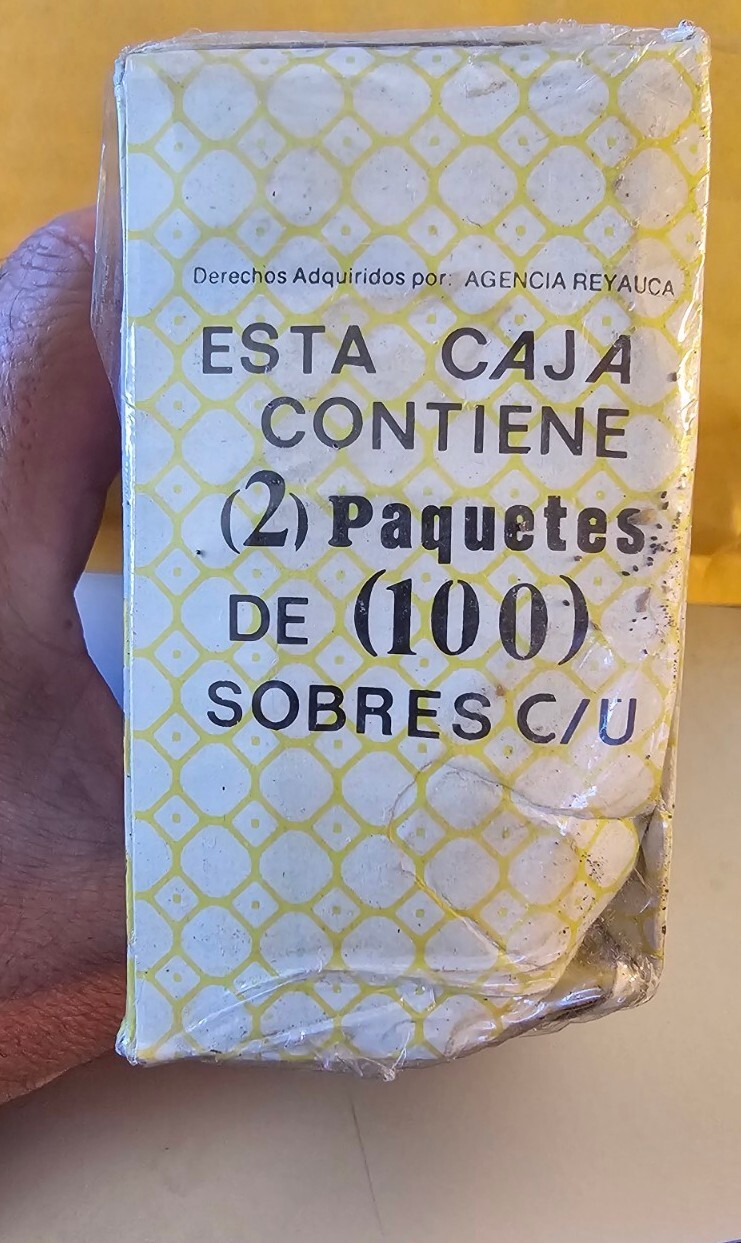 Derechos Adquiridos por: AGENCIA REYAUCA
ESTA CAJA
CONTIENE
(2) Paquetes
DE (100)
SOBRES C/U